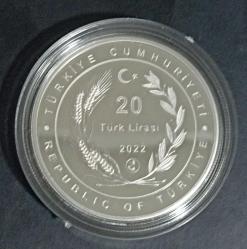 TÜRKİYE CUMHURİYETİ
20
Türk Lirası
2022
REPUBLIC OF TÜRKİYE